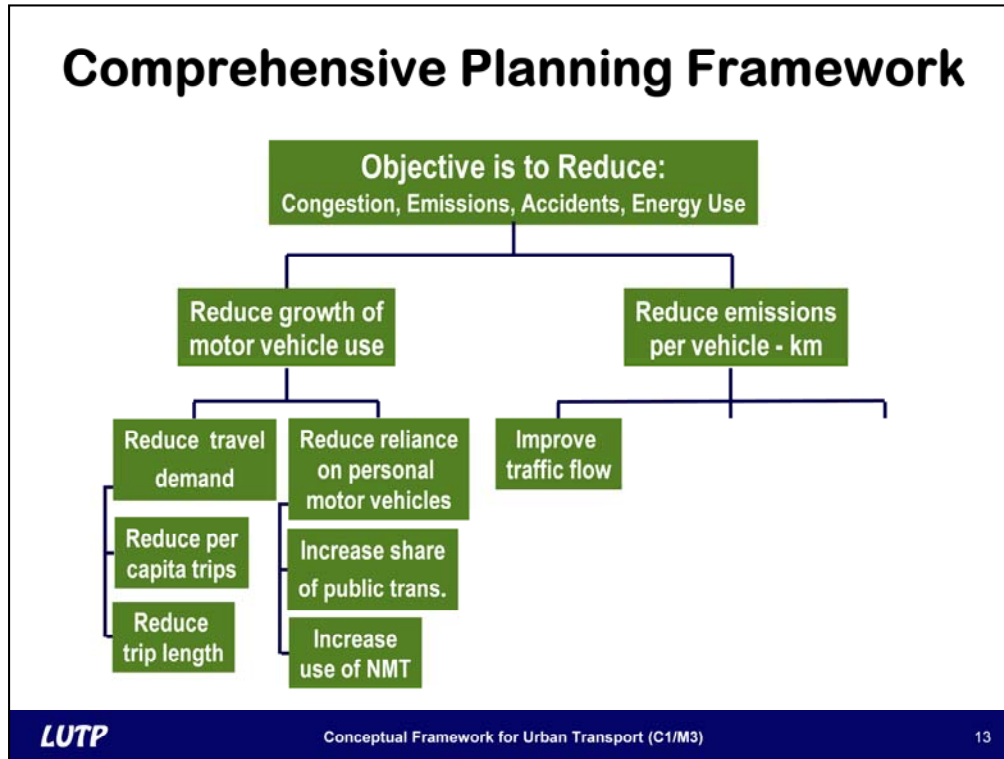 Comprehensive Planning Framework
Objective is to Reduce:
Congestion, Emissions, Accidents, Energy Use
Reduce growth of
motor vehicle use
Reduce emissions
per vehicle - km
Reduce travel
demand
Reduce reliance
on personal
motor vehicles
Improve
traffic flow
Reduce per
capita trips
Increase share
of public trans.
Reduce
trip length
Increase
use of NMT
LUTP
Conceptual Framework for Urban Transport (C1/M3)
13